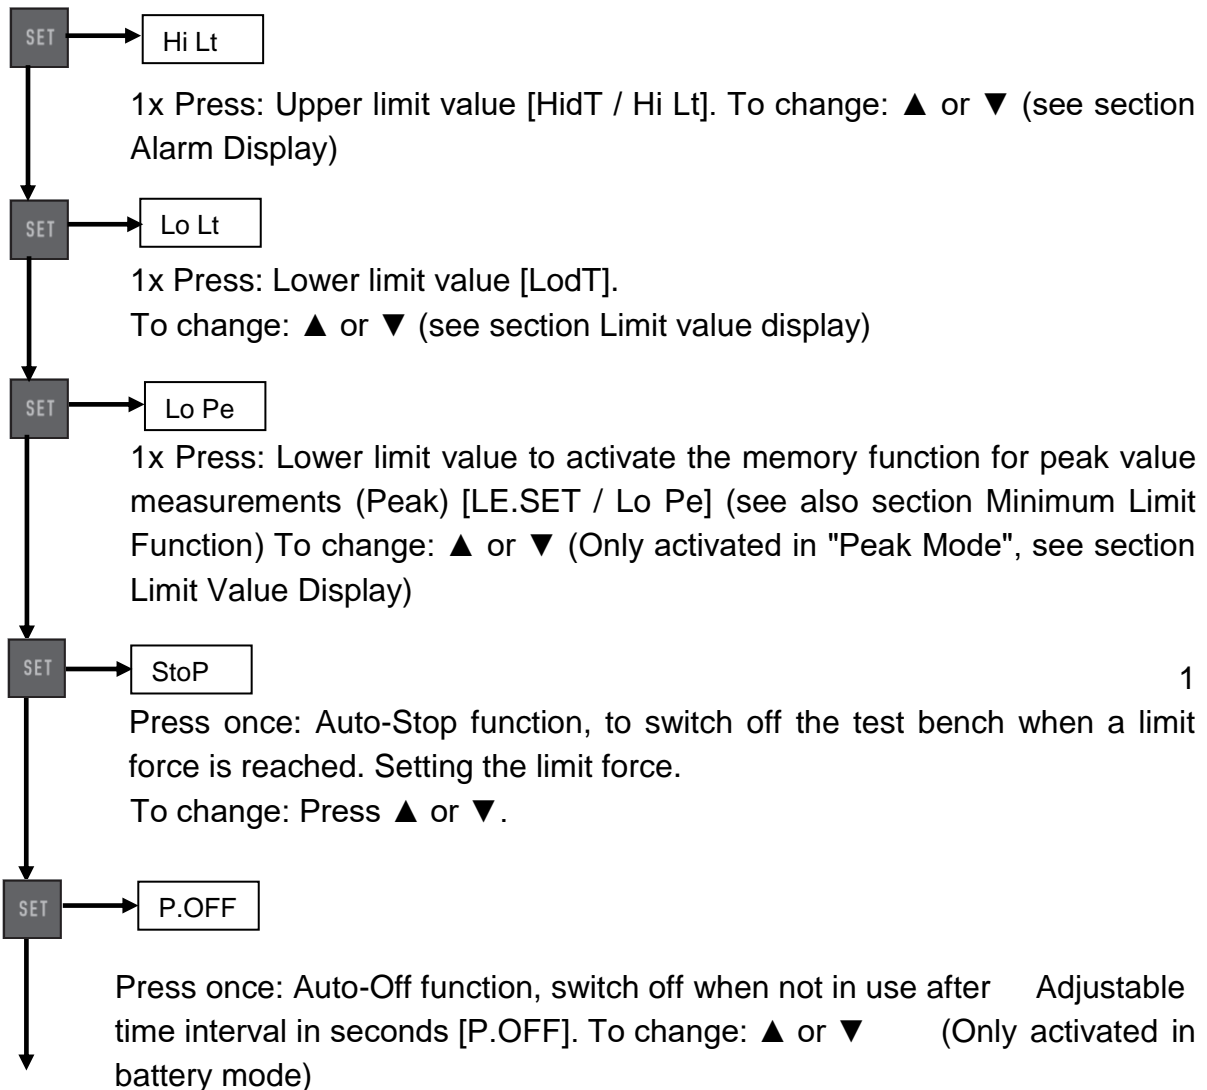 SET Hi Lt
1x Press: Upper limit value [HidT / Hi Lt]. To change: ▲ or ▼ (see section
Alarm Display)
SET Lo Lt
1x Press: Lower limit value [LodT].
To change: ▲ or ▼ (see section Limit value display)
SET Lo Pe
1x Press: Lower limit value to activate the memory function for peak value
measurements (Peak) [LE.SET / Lo Pe] (see also section Minimum Limit
Function) To change: ▲ or ▼ (Only activated in "Peak Mode", see section
Limit Value Display)
SET StoP 1
Press once: Auto-Stop function, to switch off the test bench when a limit
force is reached. Setting the limit force.
To change: Press ▲ or ▼.
SET P.OFF
Press once: Auto-Off function, switch off when not in use after Adjustable
time interval in seconds [P.OFF]. To change: ▲ or ▼ (Only activated in
battery mode)